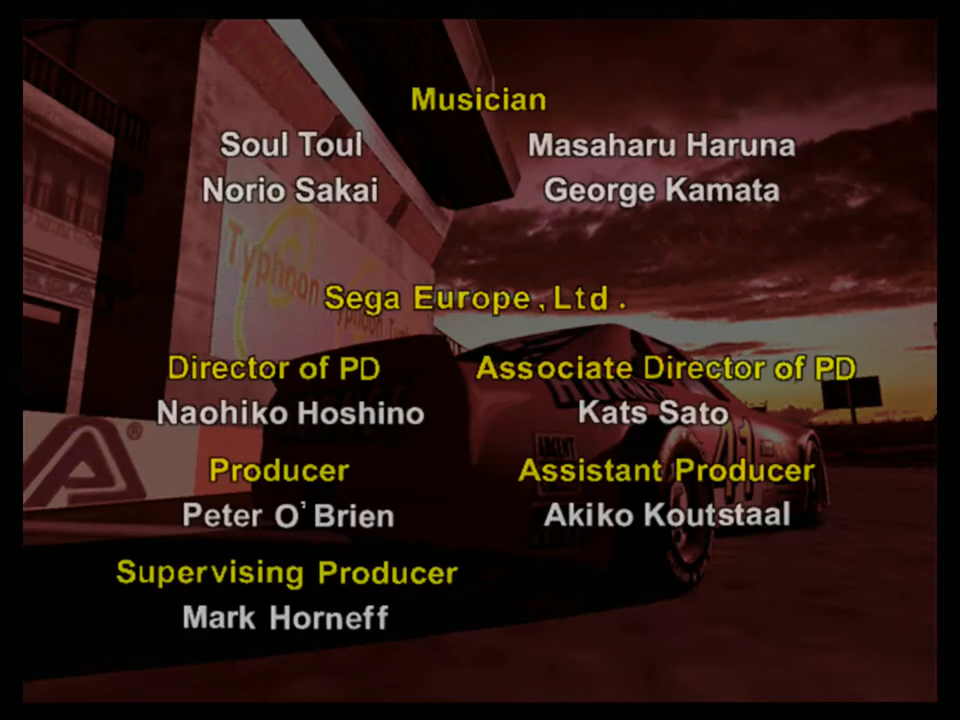 Musician
Soul Toul Masaharu Haruna
Norio Sakai George Kamata
Typhoon
Sega Europe , Ltd .
Director of PD Associate Director of PD
Naohiko Hoshino Kats Sato
Producer Assistant Producer
Peter O' Brien Akiko Koutstaal
Supervising Producer
Mark Horneff